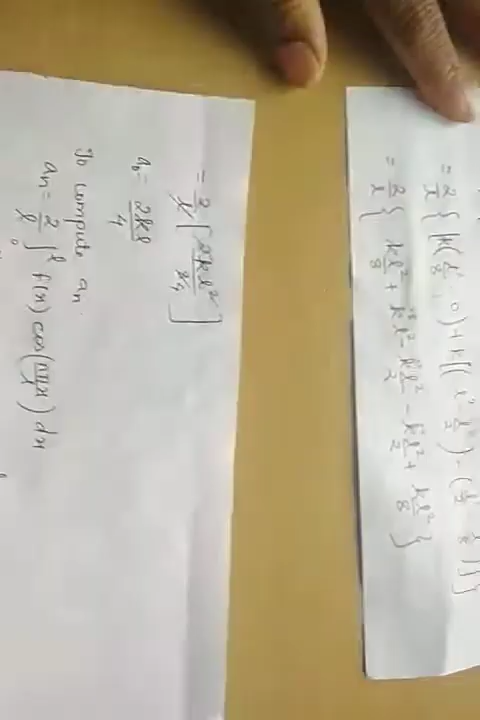 = 2/l { k(l²/8 - 0) + k[(l² - l²/2) - (l²/2 - l²/8)] }
= 2/l { kl²/8 + kl² - kl²/2 - kl²/2 + kl²/8 }
= 2/l [ 2kl²/84 ]
a₀ = 2kl/4
To compute an
an = 2/l ∫₀ˡ f(x) cos(nπx/l) dx